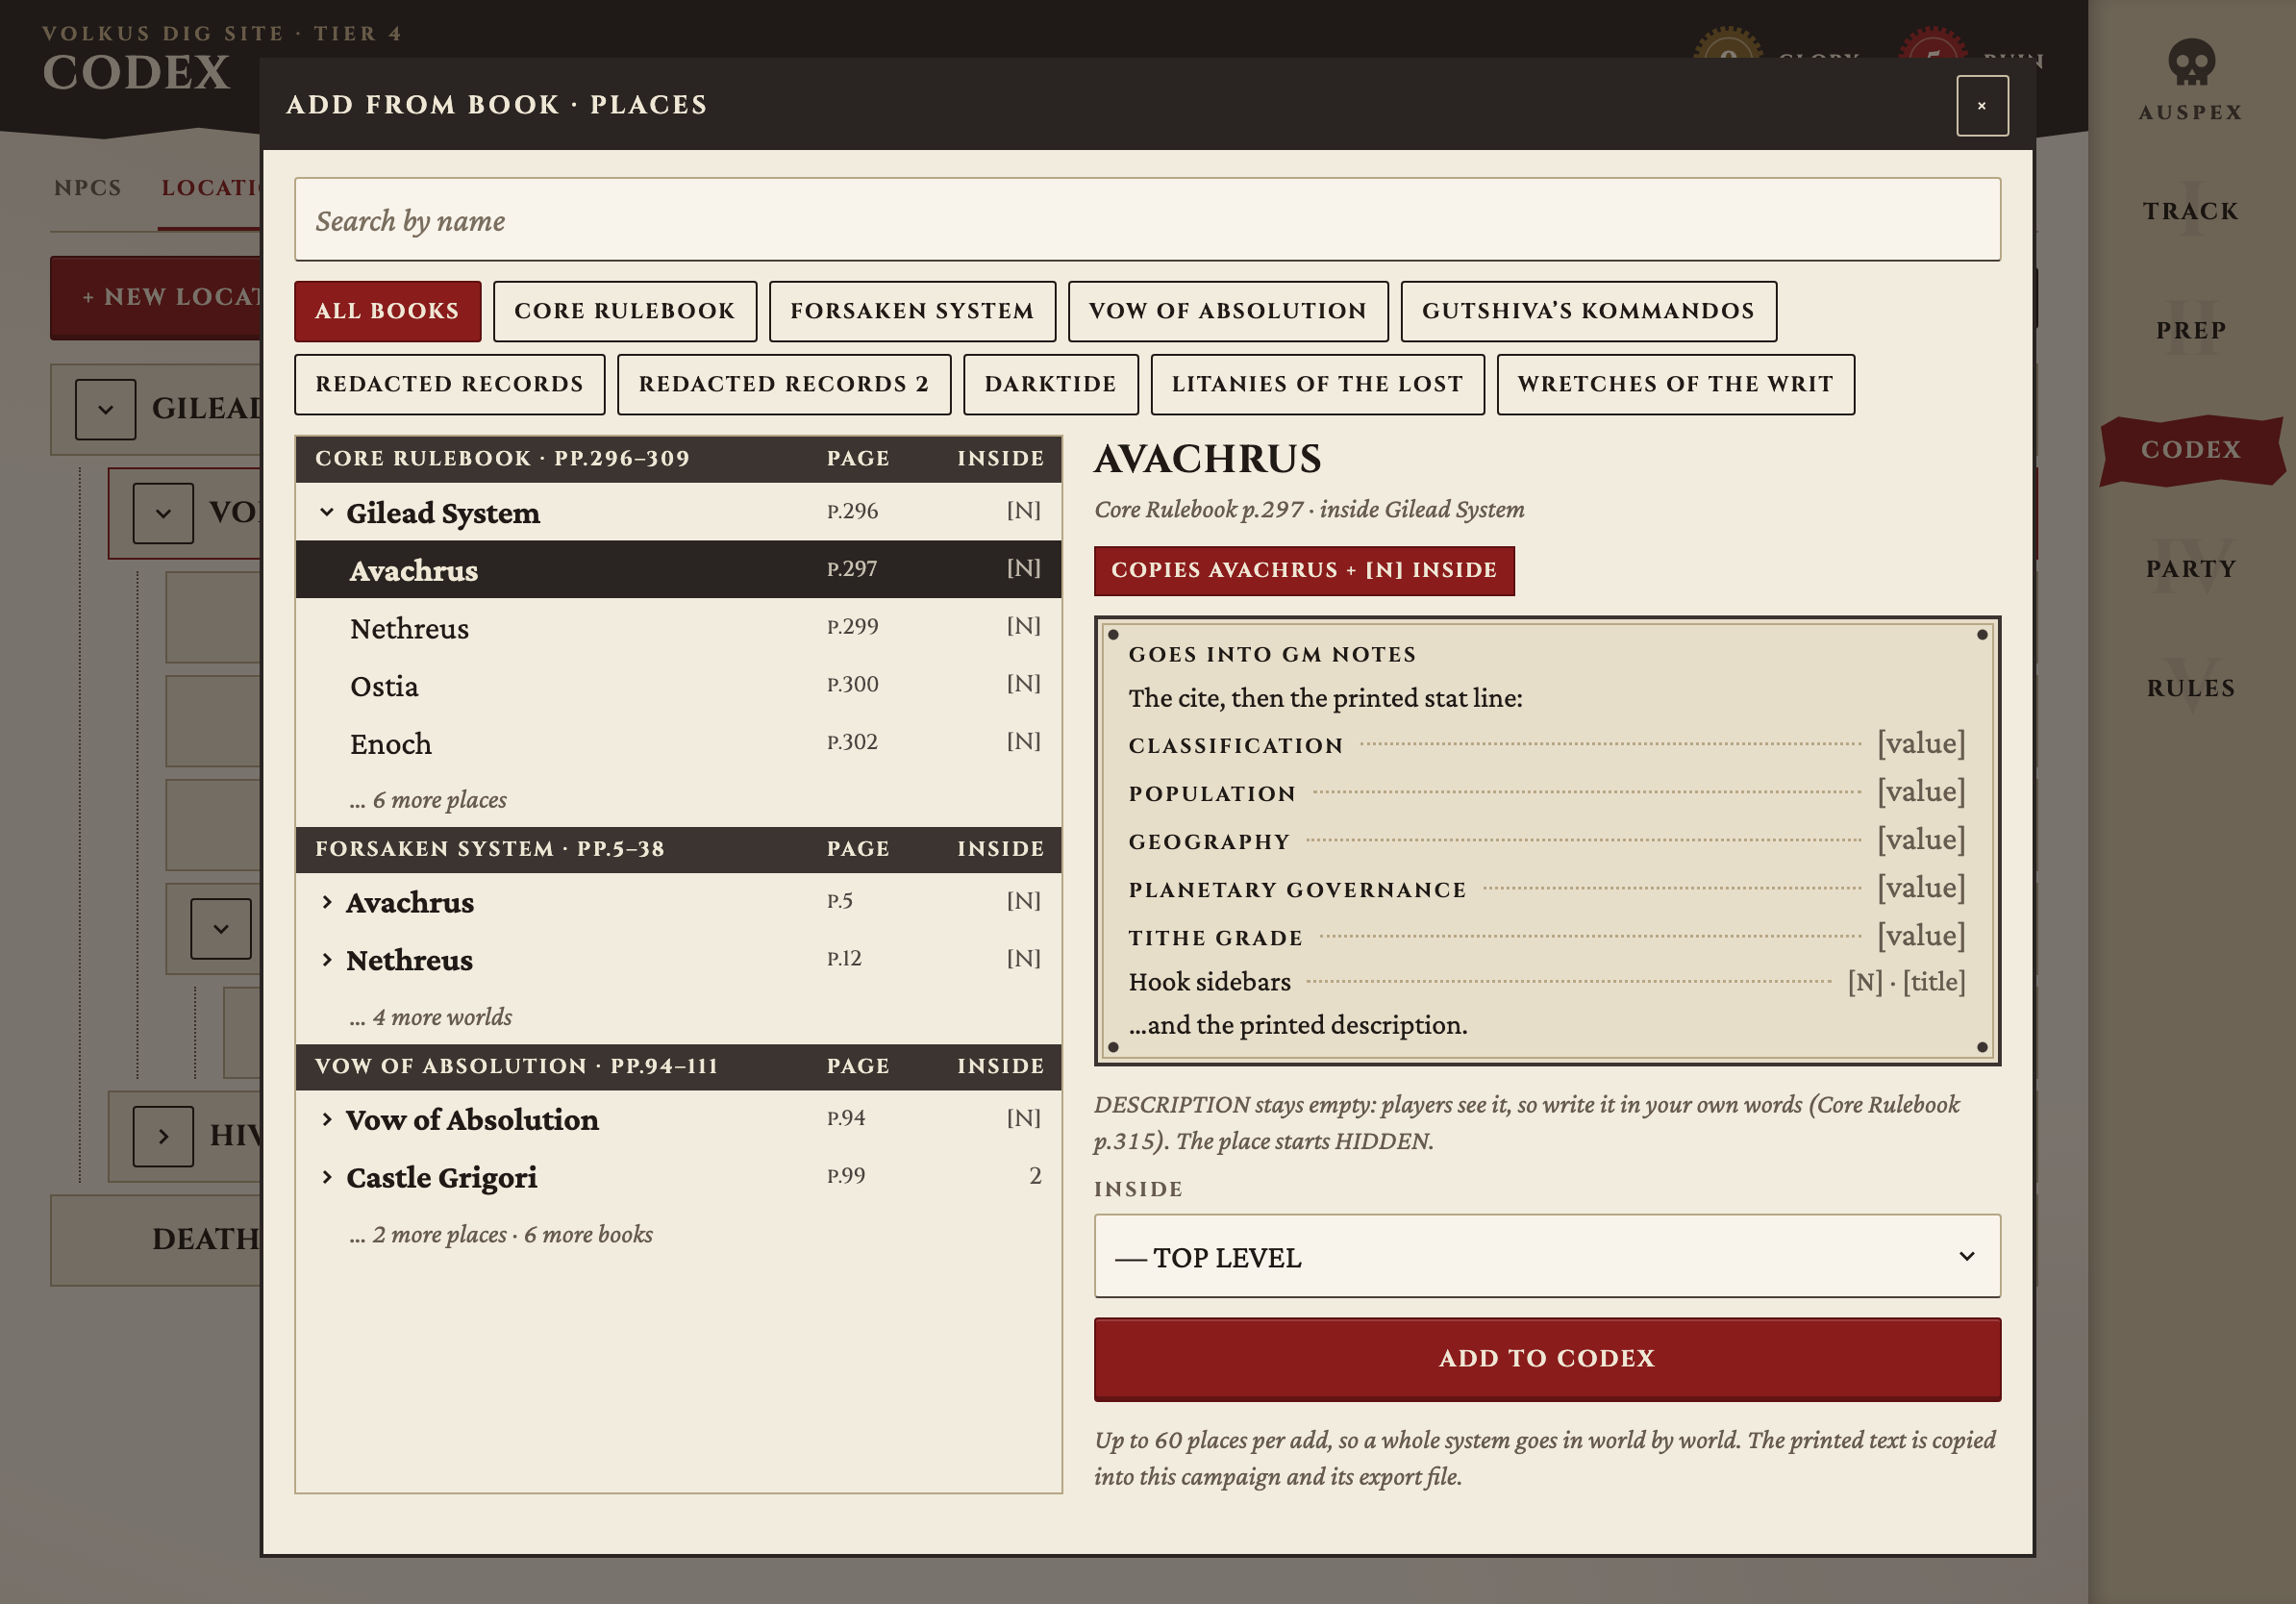 VOLKUS DIG SITE · TIER 4
CODEX
GLORY
RUIN
NPCS
+ NEW LOCAT
GILEAD
HIV
DEATH
ADD FROM BOOK · PLACES
×
Search by name
ALL BOOKS
CORE RULEBOOK
FORSAKEN SYSTEM
VOW OF ABSOLUTION
GUTSHIVA’S KOMMANDOS
REDACTED RECORDS
REDACTED RECORDS 2
DARKTIDE
LITANIES OF THE LOST
WRETCHES OF THE WRIT
CORE RULEBOOK · PP.296–309 PAGE INSIDE
Gilead System P.296 [N]
Avachrus P.297 [N]
Nethreus P.299 [N]
Ostia P.300 [N]
Enoch P.302 [N]
... 6 more places
FORSAKEN SYSTEM · PP.5–38 PAGE INSIDE
Avachrus P.5 [N]
Nethreus P.12 [N]
... 4 more worlds
VOW OF ABSOLUTION · PP.94–111 PAGE INSIDE
Vow of Absolution P.94 [N]
Castle Grigori P.99 2
... 2 more places · 6 more books
AVACHRUS
Core Rulebook p.297 · inside Gilead System
COPIES AVACHRUS + [N] INSIDE
GOES INTO GM NOTES
The cite, then the printed stat line:
CLASSIFICATION [value]
POPULATION [value]
GEOGRAPHY [value]
PLANETARY GOVERNANCE [value]
TITHE GRADE [value]
Hook sidebars [N] · [title]
...and the printed description.
DESCRIPTION stays empty: players see it, so write it in your own words (Core Rulebook
p.315). The place starts HIDDEN.
INSIDE
— TOP LEVEL
ADD TO CODEX
Up to 60 places per add, so a whole system goes in world by world. The printed text is copied
into this campaign and its export file.
AUSPEX
I
TRACK
II
PREP
CODEX
IV
PARTY
V
RULES